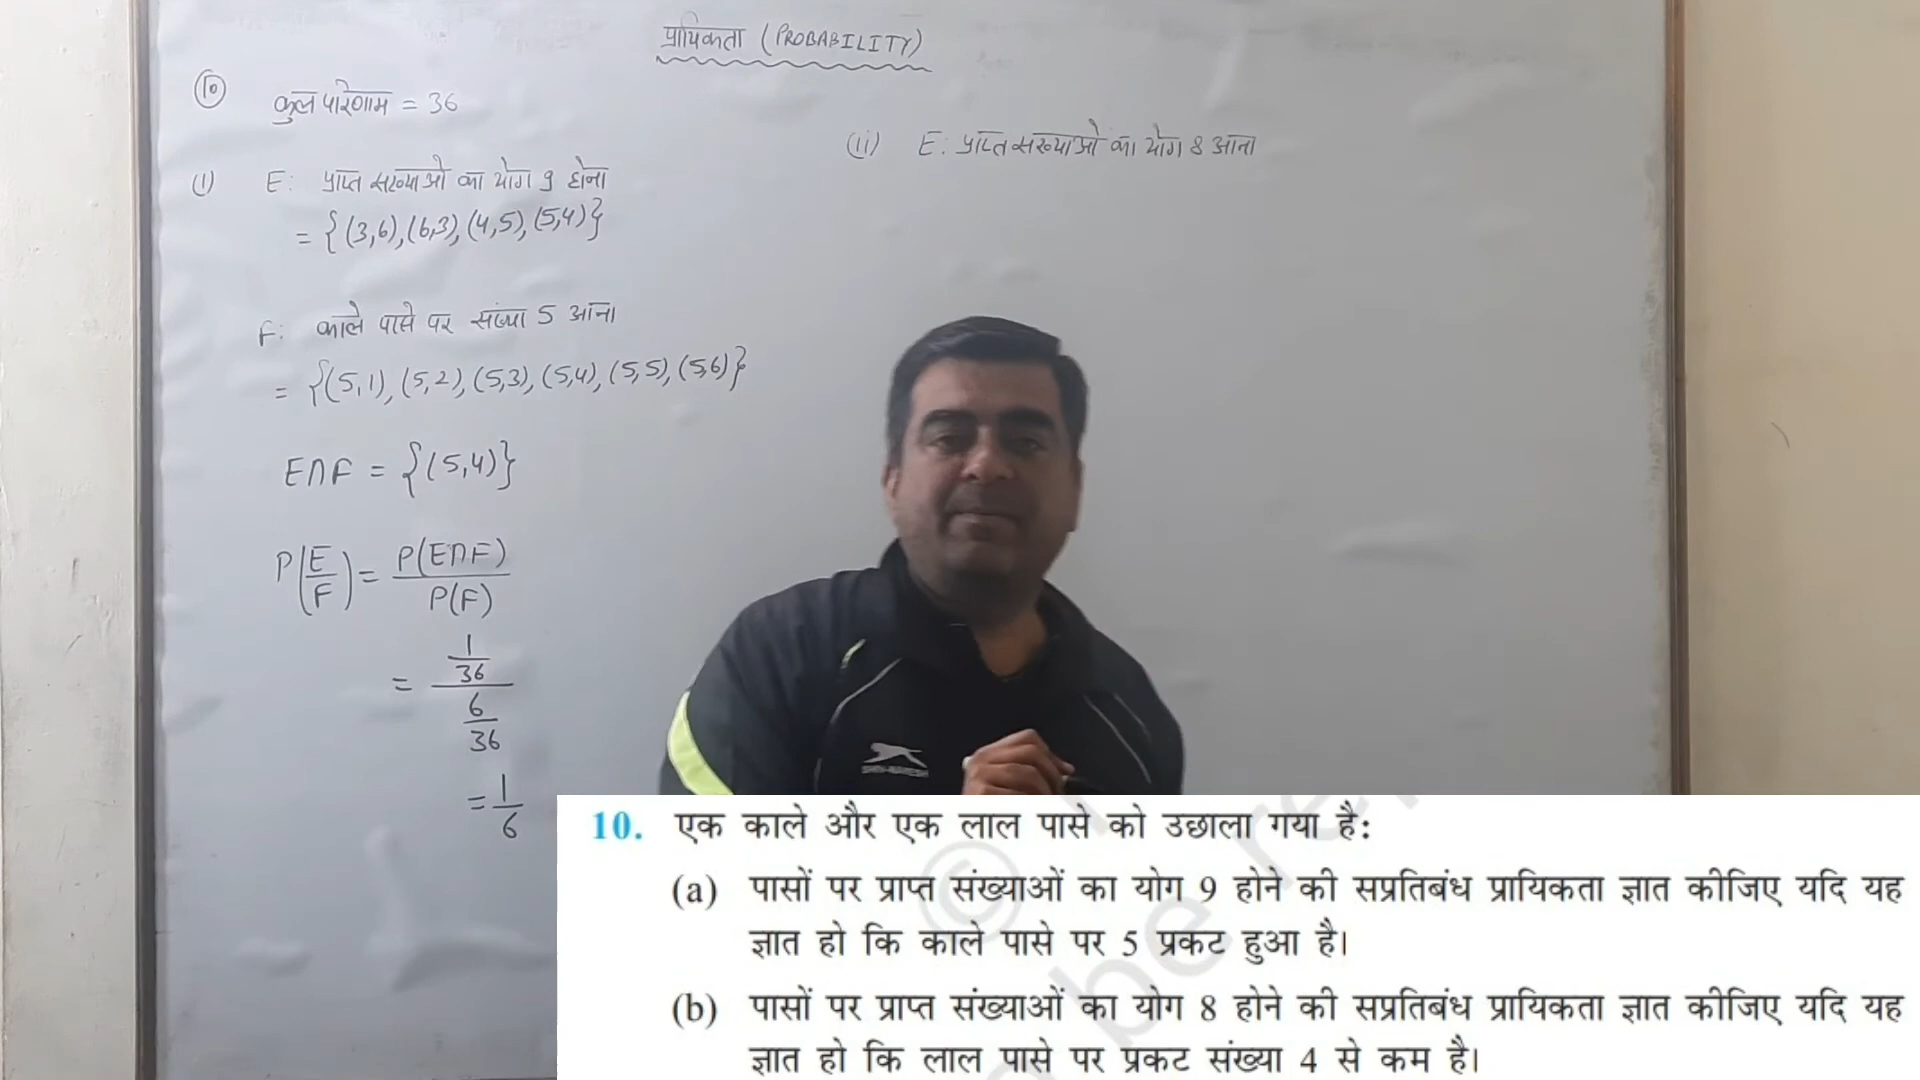 प्रायिकता (PROBABILITY)
10
कुल परिणाम = 36
(i) E: प्राप्त संख्याओ का योग 9 होना
= {(3,6),(6,3),(4,5),(5,4)}
F: काले पासे पर संख्या 5 आना
= {(5,1),(5,2),(5,3),(5,4),(5,5),(5,6)}
E∩F = {(5,4)}
P(E/F) = P(E∩F)/P(F)
= (1/36)/(6/36)
= 1/6
(ii) E: प्राप्त संख्याओ का योग 8 आना
10. एक काले और एक लाल पासे को उछाला गया है:
(a) पासों पर प्राप्त संख्याओं का योग 9 होने की सप्रतिबंध प्रायिकता ज्ञात कीजिए यदि यह
ज्ञात हो कि काले पासे पर 5 प्रकट हुआ है।
(b) पासों पर प्राप्त संख्याओं का योग 8 होने की सप्रतिबंध प्रायिकता ज्ञात कीजिए यदि यह
ज्ञात हो कि लाल पासे पर प्रकट संख्या 4 से कम है।